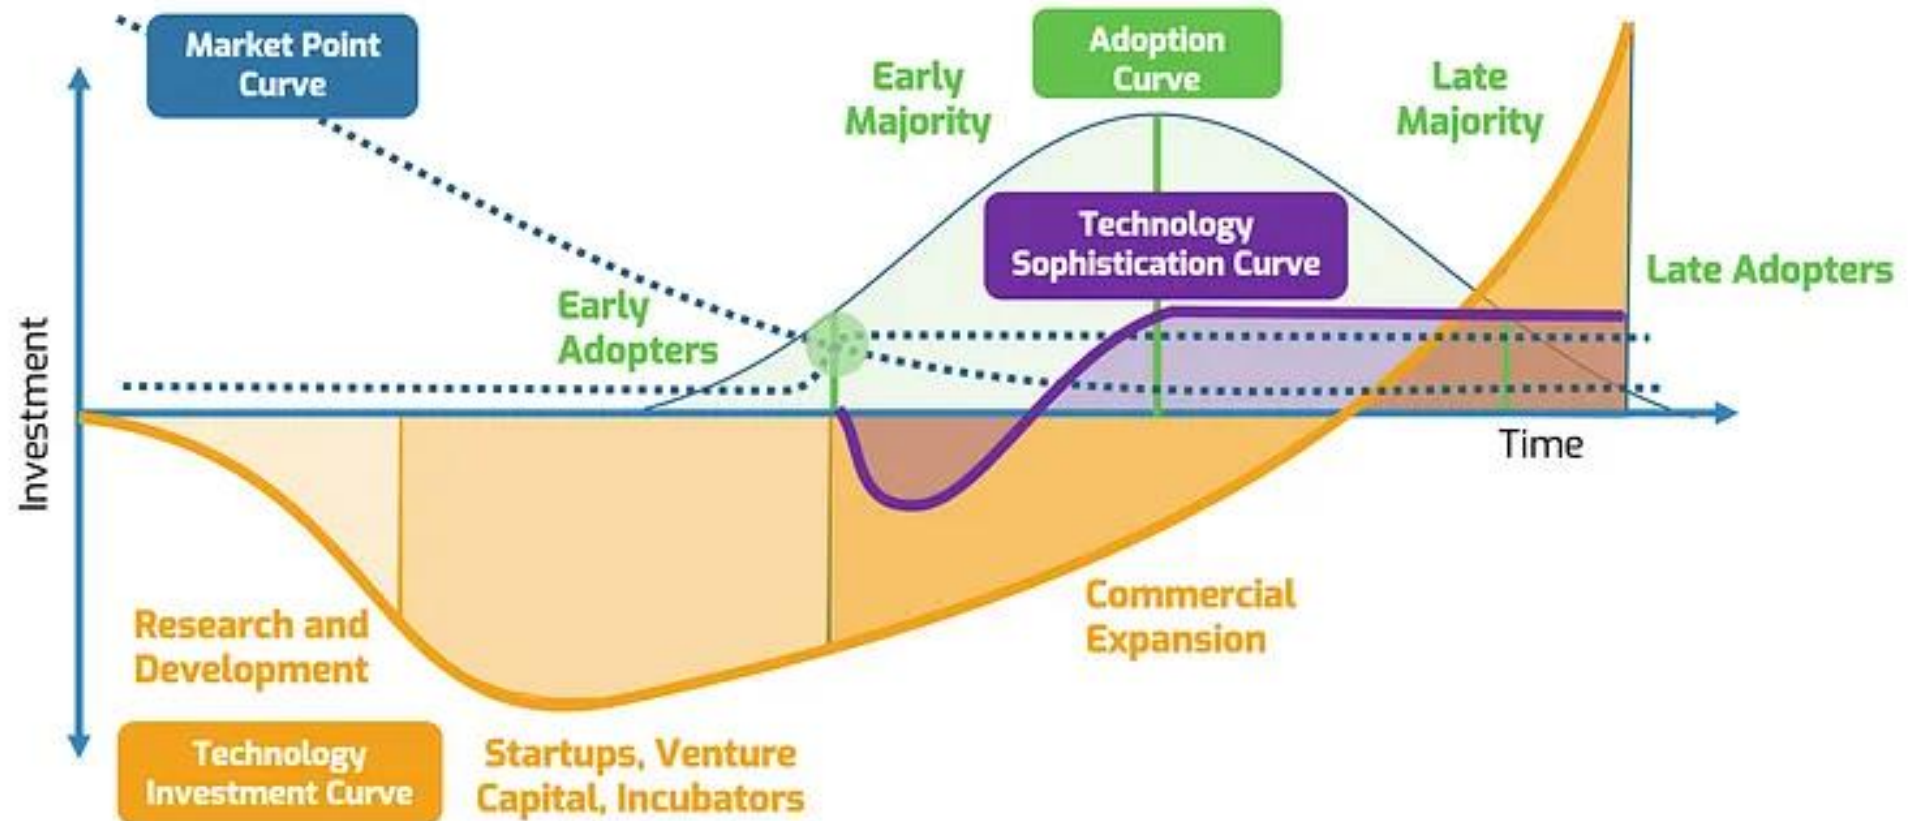 Market Point
Curve
Adoption
Curve
Early
Majority
Late
Majority
Technology
Sophistication Curve
Late Adopters
Early
Adopters
Investment
Time
Research and
Development
Commercial
Expansion
Technology
Investment Curve
Startups, Venture
Capital, Incubators